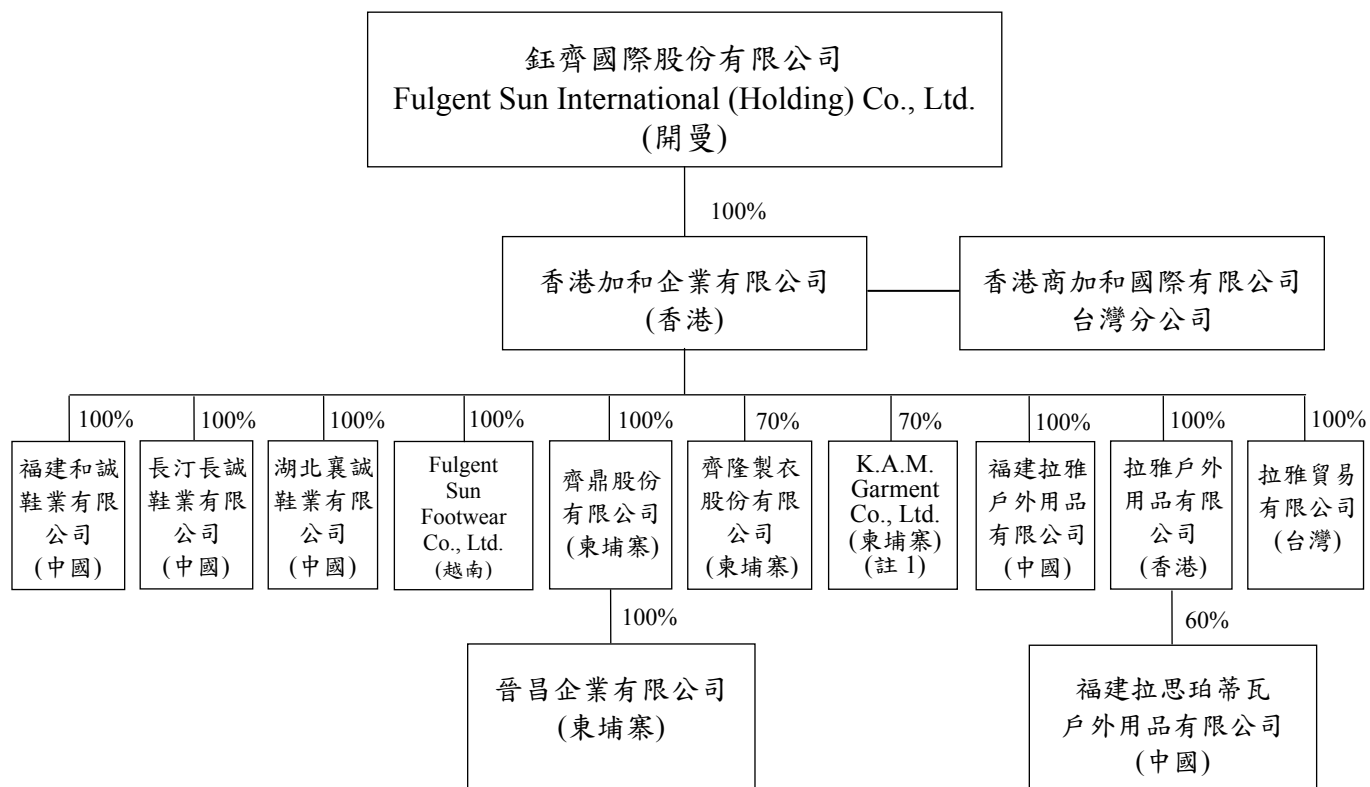 鈺齊國際股份有限公司
Fulgent Sun International (Holding) Co., Ltd.
(開曼)
100%
香港加和企業有限公司
(香港)
香港商加和國際有限公司
台灣分公司
100%
福建和誠
鞋業有限
公司
(中國)
100%
長汀長誠
鞋業有限
公司
(中國)
100%
湖北襄誠
鞋業有限
公司
(中國)
100%
Fulgent
Sun
Footwear
Co., Ltd.
(越南)
100%
齊鼎股份
有限公司
(柬埔寨)
70%
齊隆製衣
股份有限
公司
(柬埔寨)
70%
K.A.M.
Garment
Co., Ltd.
(柬埔寨)
(註 1)
100%
福建拉雅
戶外用品
有限公司
(中國)
100%
拉雅戶外
用品有限
公司
(香港)
100%
拉雅貿易
有限公司
(台灣)
100%
晉昌企業有限公司
(柬埔寨)
60%
福建拉思珀蒂瓦
戶外用品有限公司
(中國)